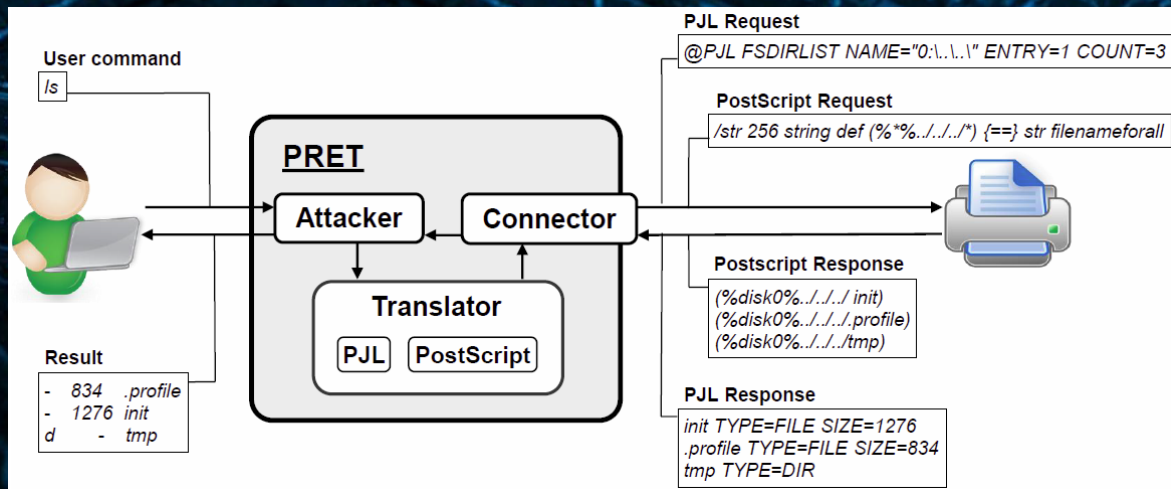 User command
ls
PRET
Attacker
Connector
Translator
PJL
PostScript
Result
- 834 .profile
- 1276 init
d - tmp
PJL Request
@PJL FSDIRLIST NAME="0:\..\..\" ENTRY=1 COUNT=3
PostScript Request
/str 256 string def (%*%../../../*) {==} str filenameforall
Postscript Response
(%disk0%../../../ init)
(%disk0%../../../.profile)
(%disk0%../../../tmp)
PJL Response
init TYPE=FILE SIZE=1276
.profile TYPE=FILE SIZE=834
tmp TYPE=DIR